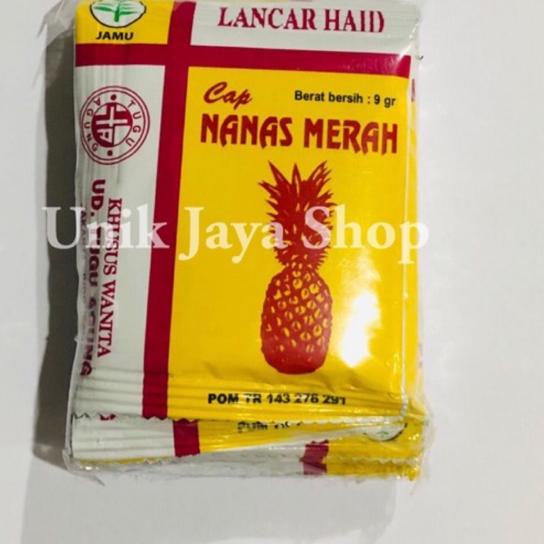 LANCAR HAID
JAMU
Cap
Berat bersih : 9 gr
NANAS MERAH
TUGU
AGUNG
KHUSUS WANITA
Unik Jaya Shop
POM TR 143 276 291